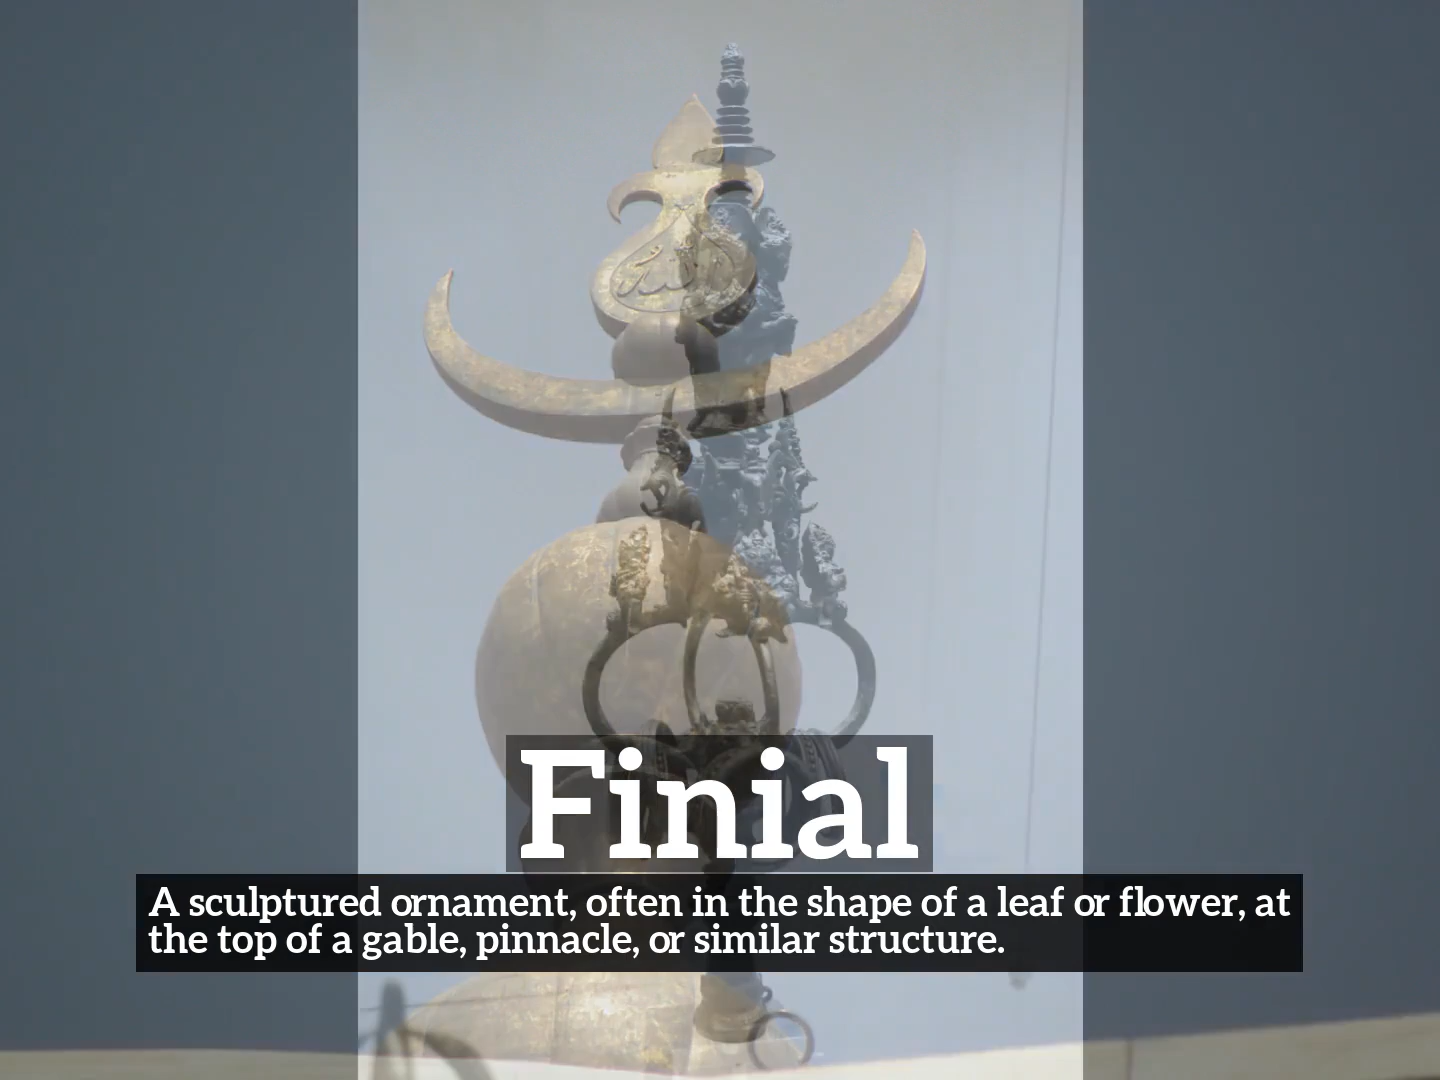 الله
Finial
A sculptured ornament, often in the shape of a leaf or flower, at
the top of a gable, pinnacle, or similar structure.